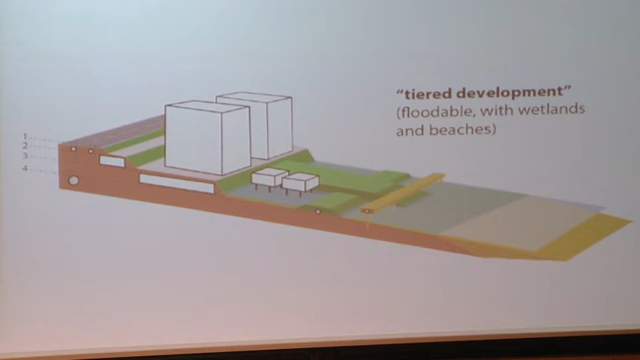 “tiered development”
(floodable, with wetlands
and beaches)
1
2
3
4